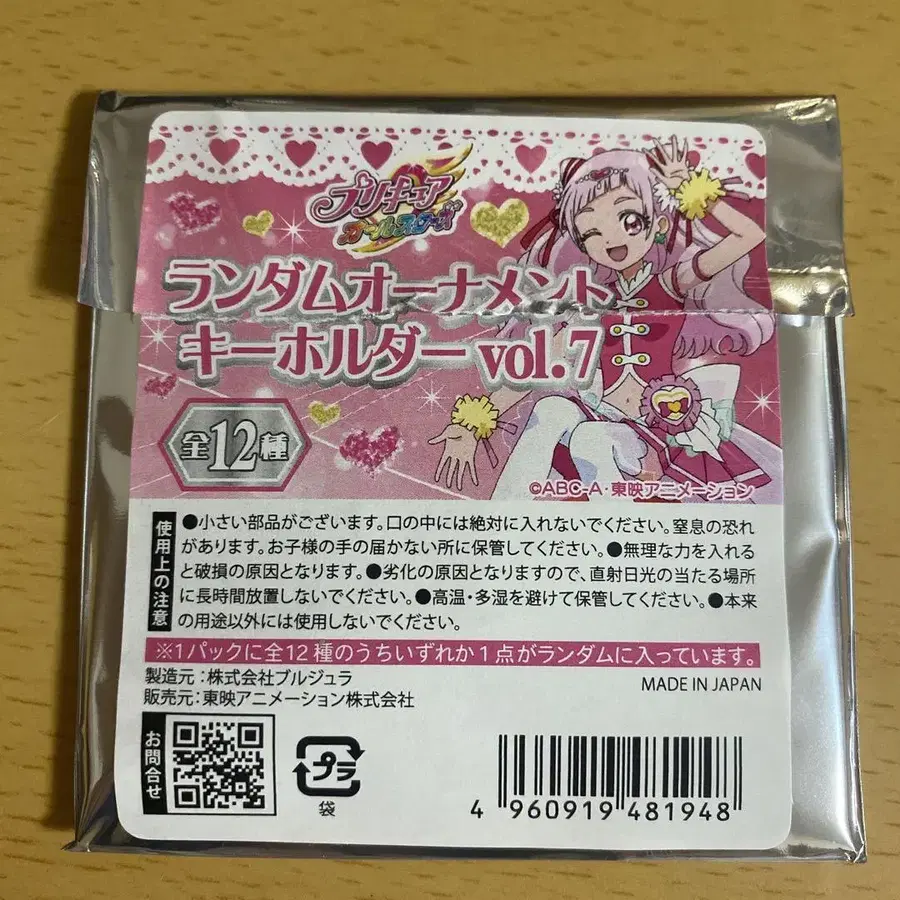 プリキュア
オールスターズ
ランダムオーナメント
キーホルダー vol.7
全12種
©ABC-A・東映アニメーション
使用上の注意
●小さい部品がございます。口の中には絶対に入れないでください。窒息の恐れ
があります。お子様の手の届かない所に保管してください。●無理な力を入れる
と破損の原因となります。●劣化の原因となりますので、直射日光の当たる場所
に長時間放置しないでください。●高温・多湿を避けて保管してください。●本来
の用途以外には使用しないでください。
※1パックに全12種のうちいずれか1点がランダムに入っています。
製造元：株式会社ブルジュラ
販売元：東映アニメーション株式会社
MADE IN JAPAN
お問合せ
プラ
袋
4 960919 481948